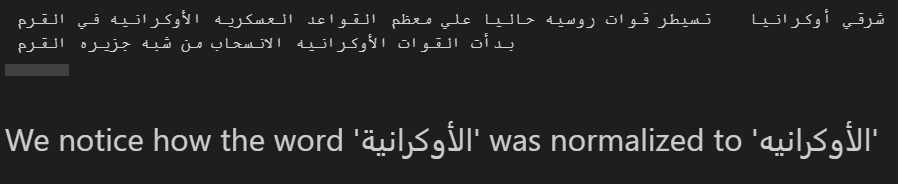 شرقي أوكرانيا   تسيطر قوات روسيه حاليا علي معظم القواعد العسكريه الأوكرانيه في القرم
بدأت القوات الأوكرانيه الانسحاب من شبه جزيره القرم
We notice how the word 'الأوكرانية' was normalized to 'الأوكرانيه'